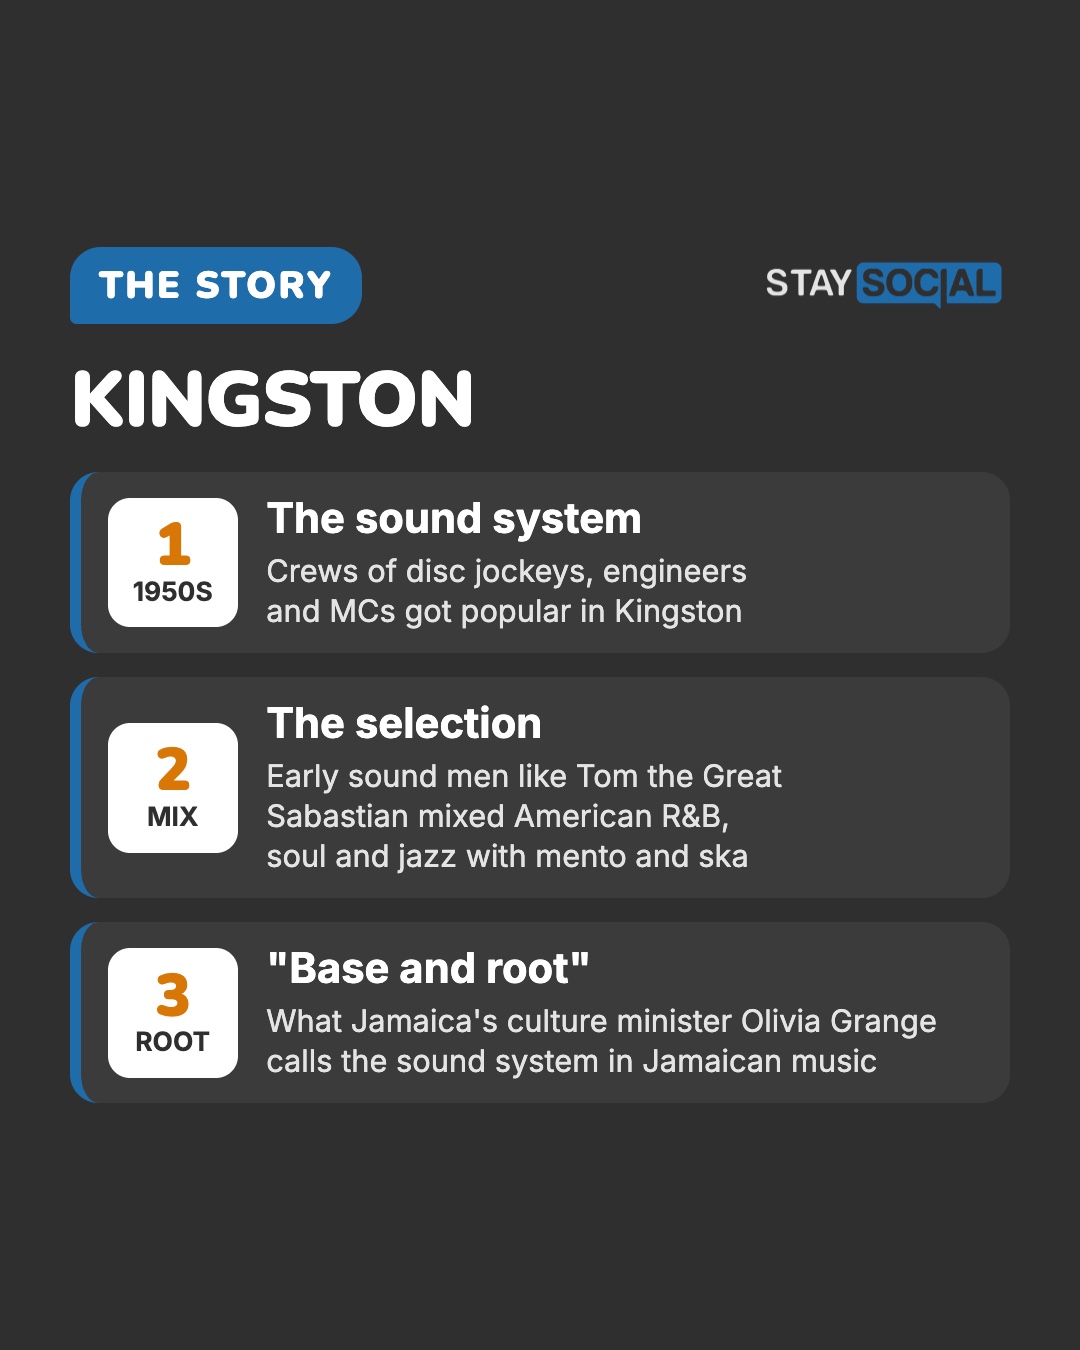 THE STORY
STAY SOCIAL
KINGSTON
1
1950S
The sound system
Crews of disc jockeys, engineers
and MCs got popular in Kingston
2
MIX
The selection
Early sound men like Tom the Great
Sabastian mixed American R&B,
soul and jazz with mento and ska
3
ROOT
"Base and root"
What Jamaica's culture minister Olivia Grange
calls the sound system in Jamaican music